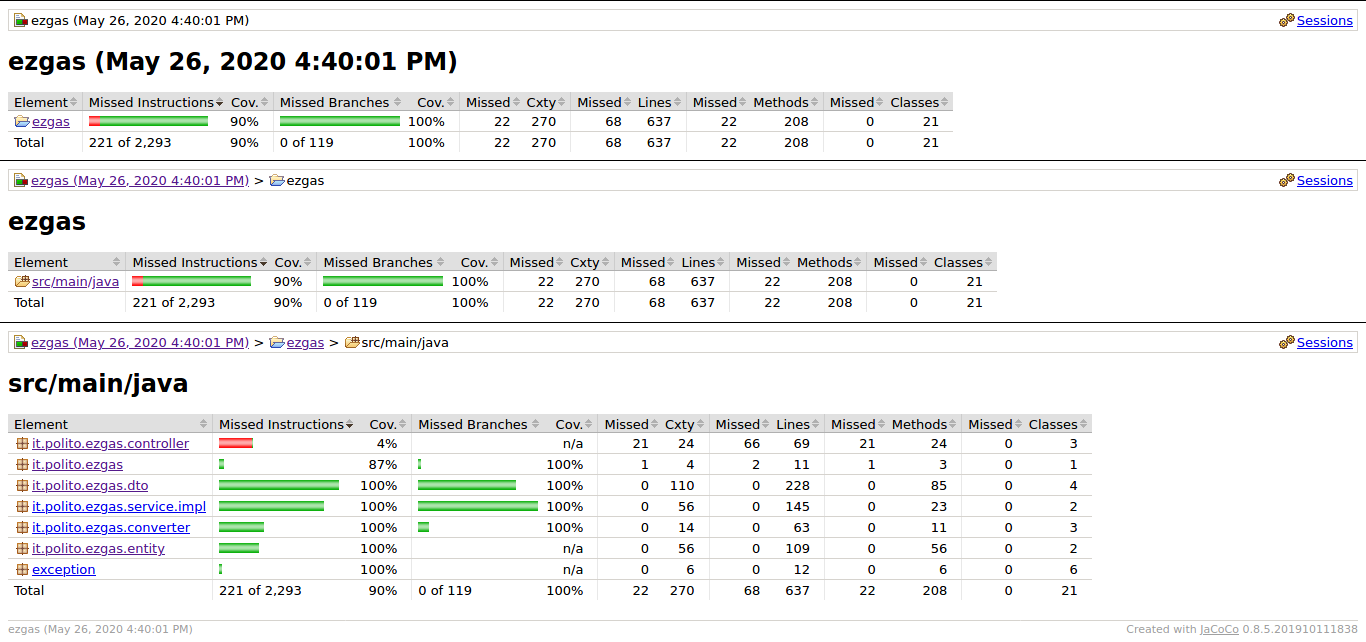 ezgas (May 26, 2020 4:40:01 PM) Sessions
ezgas (May 26, 2020 4:40:01 PM)
Element Missed Instructions Cov. Missed Branches Cov. Missed Cxty Missed Lines Missed Methods Missed Classes
ezgas 90% 100% 22 270 68 637 22 208 0 21
Total 221 of 2,293 90% 0 of 119 100% 22 270 68 637 22 208 0 21
ezgas (May 26, 2020 4:40:01 PM) > ezgas Sessions
ezgas
Element Missed Instructions Cov. Missed Branches Cov. Missed Cxty Missed Lines Missed Methods Missed Classes
src/main/java 90% 100% 22 270 68 637 22 208 0 21
Total 221 of 2,293 90% 0 of 119 100% 22 270 68 637 22 208 0 21
ezgas (May 26, 2020 4:40:01 PM) > ezgas > src/main/java Sessions
src/main/java
Element Missed Instructions Cov. Missed Branches Cov. Missed Cxty Missed Lines Missed Methods Missed Classes
it.polito.ezgas.controller 4% n/a 21 24 66 69 21 24 0 3
it.polito.ezgas 87% 100% 1 4 2 11 1 3 0 1
it.polito.ezgas.dto 100% 100% 0 110 0 228 0 85 0 4
it.polito.ezgas.service.impl 100% 100% 0 56 0 145 0 23 0 2
it.polito.ezgas.converter 100% 100% 0 14 0 63 0 11 0 3
it.polito.ezgas.entity 100% n/a 0 56 0 109 0 56 0 2
exception 100% n/a 0 6 0 12 0 6 0 6
Total 221 of 2,293 90% 0 of 119 100% 22 270 68 637 22 208 0 21
ezgas (May 26, 2020 4:40:01 PM) Created with JaCoCo 0.8.5.201910111838